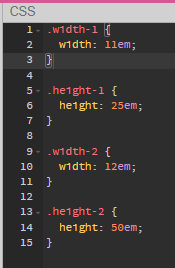 CSS
1 .width-1 {
2   width: 11em;
3 }
4
5 .height-1 {
6   height: 25em;
7 }
8
9 .width-2 {
10   width: 12em;
11 }
12
13 .height-2 {
14   height: 50em;
15 }